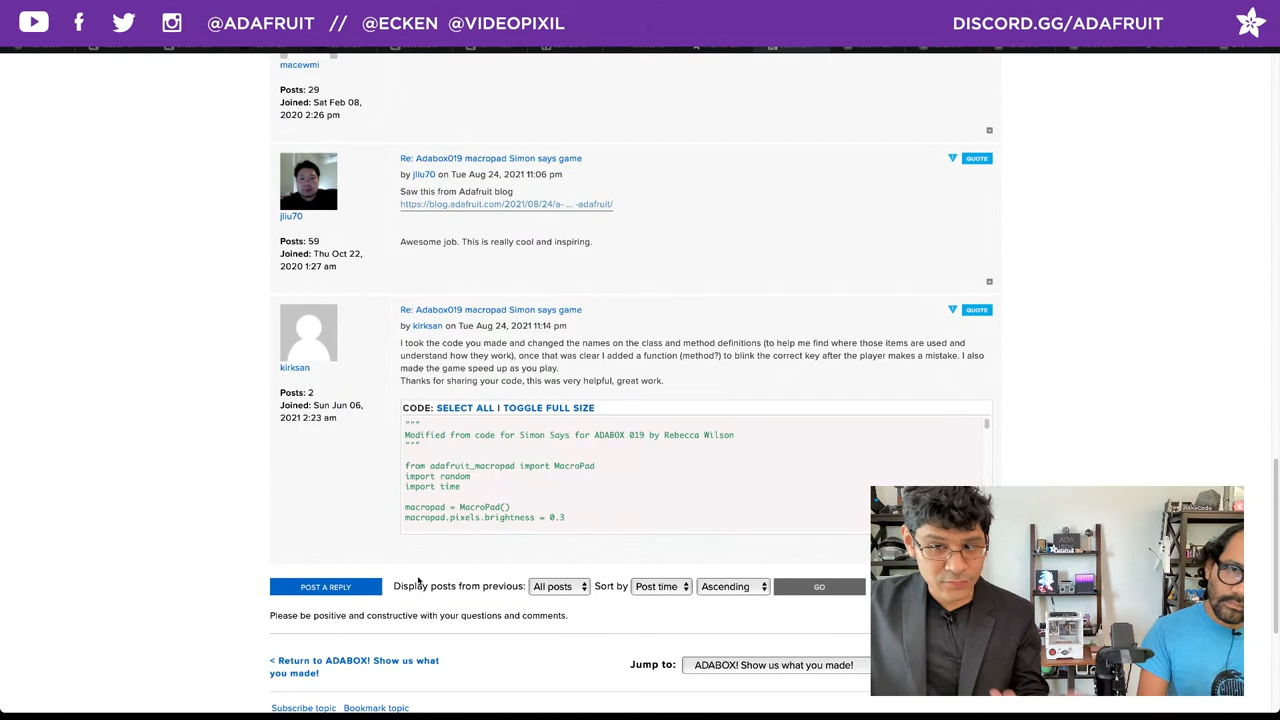 @ADAFRUIT // @ECKEN @VIDEOPIXIL
DISCORD.GG/ADAFRUIT
macewmi
Posts: 29
Joined: Sat Feb 08,
2020 2:26 pm
Re: Adabox019 macropad Simon says game
QUOTE
by jliu70 on Tue Aug 24, 2021 11:06 pm
Saw this from Adafruit blog
https://blog.adafruit.com/2021/08/24/a- ... -adafruit/
jliu70
Posts: 59
Joined: Thu Oct 22,
2020 1:27 am
Awesome job. This is really cool and inspiring.
Re: Adabox019 macropad Simon says game
QUOTE
by kirksan on Tue Aug 24, 2021 11:14 pm
I took the code you made and changed the names on the class and method definitions (to help me find where those items are used and
understand how they work), once that was clear I added a function (method?) to blink the correct key after the player makes a mistake. I also
made the game speed up as you play.
Thanks for sharing your code, this was very helpful, great work.
kirksan
Posts: 2
Joined: Sun Jun 06,
2021 2:23 am
CODE: SELECT ALL | TOGGLE FULL SIZE
"""
Modified from code for Simon Says for ADABOX 019 by Rebecca Wilson
"""
from adafruit_macropad import MacroPad
import random
import time
macropad = MacroPad()
macropad.pixels.brightness = 0.3
POST A REPLY
Display posts from previous: All posts Sort by Post time Ascending GO
Please be positive and constructive with your questions and comments.
< Return to ADABOX! Show us what
you made!
Jump to: ADABOX! Show us what you made!
Subscribe topic Bookmark topic